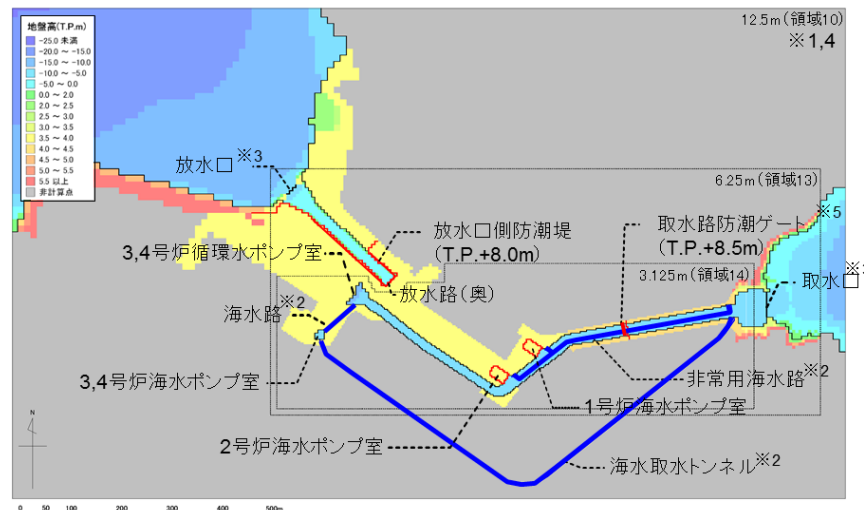 地盤高(T.P.m)
-25.0 未満
-20.0 ～ -15.0
-15.0 ～ -10.0
-10.0 ～ -5.0
-5.0 ～ 0.0
0.0 ～ 2.0
2.0 ～ 2.5
2.5 ～ 3.0
3.0 ～ 3.5
3.5 ～ 4.0
4.0 ～ 4.5
4.5 ～ 5.0
5.0 ～ 5.5
5.5 以上
非計算点
12.5m(領域10)
※1,4
放水口※3
6.25m(領域13)
3,4号炉循環水ポンプ室
放水口側防潮堤
(T.P.+8.0m)
取水路防潮ゲート※5
(T.P.+8.5m)
3.125m(領域14)
取水口※3
放水路(奥)
海水路※2
3,4号炉海水ポンプ室
非常用海水路※2
1号炉海水ポンプ室
2号炉海水ポンプ室
海水取水トンネル※2
N
0 50 100 200 300 400 500m